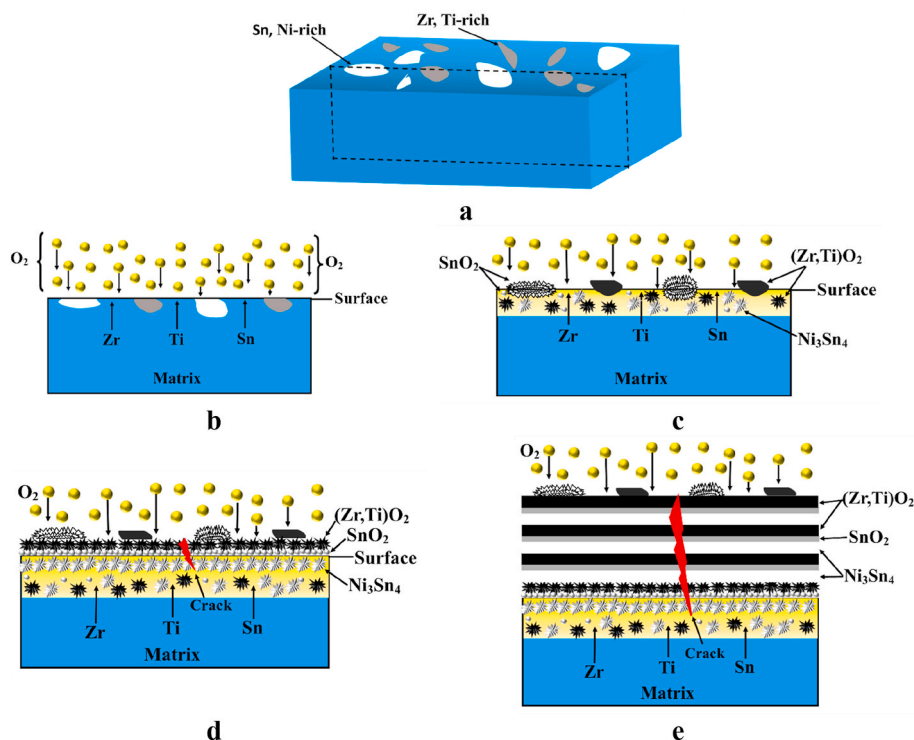 Zr, Ti-rich
Sn, Ni-rich
a
O₂
O₂
Surface
Zr
Ti
Sn
Matrix
b
SnO₂
(Zr,Ti)O₂
Surface
Zr
Ti
Sn
Ni₃Sn₄
Matrix
c
O₂
(Zr,Ti)O₂
SnO₂
Surface
Ni₃Sn₄
Crack
Zr
Ti
Sn
Matrix
d
O₂
(Zr,Ti)O₂
SnO₂
Ni₃Sn₄
Crack
Zr
Ti
Sn
Matrix
e